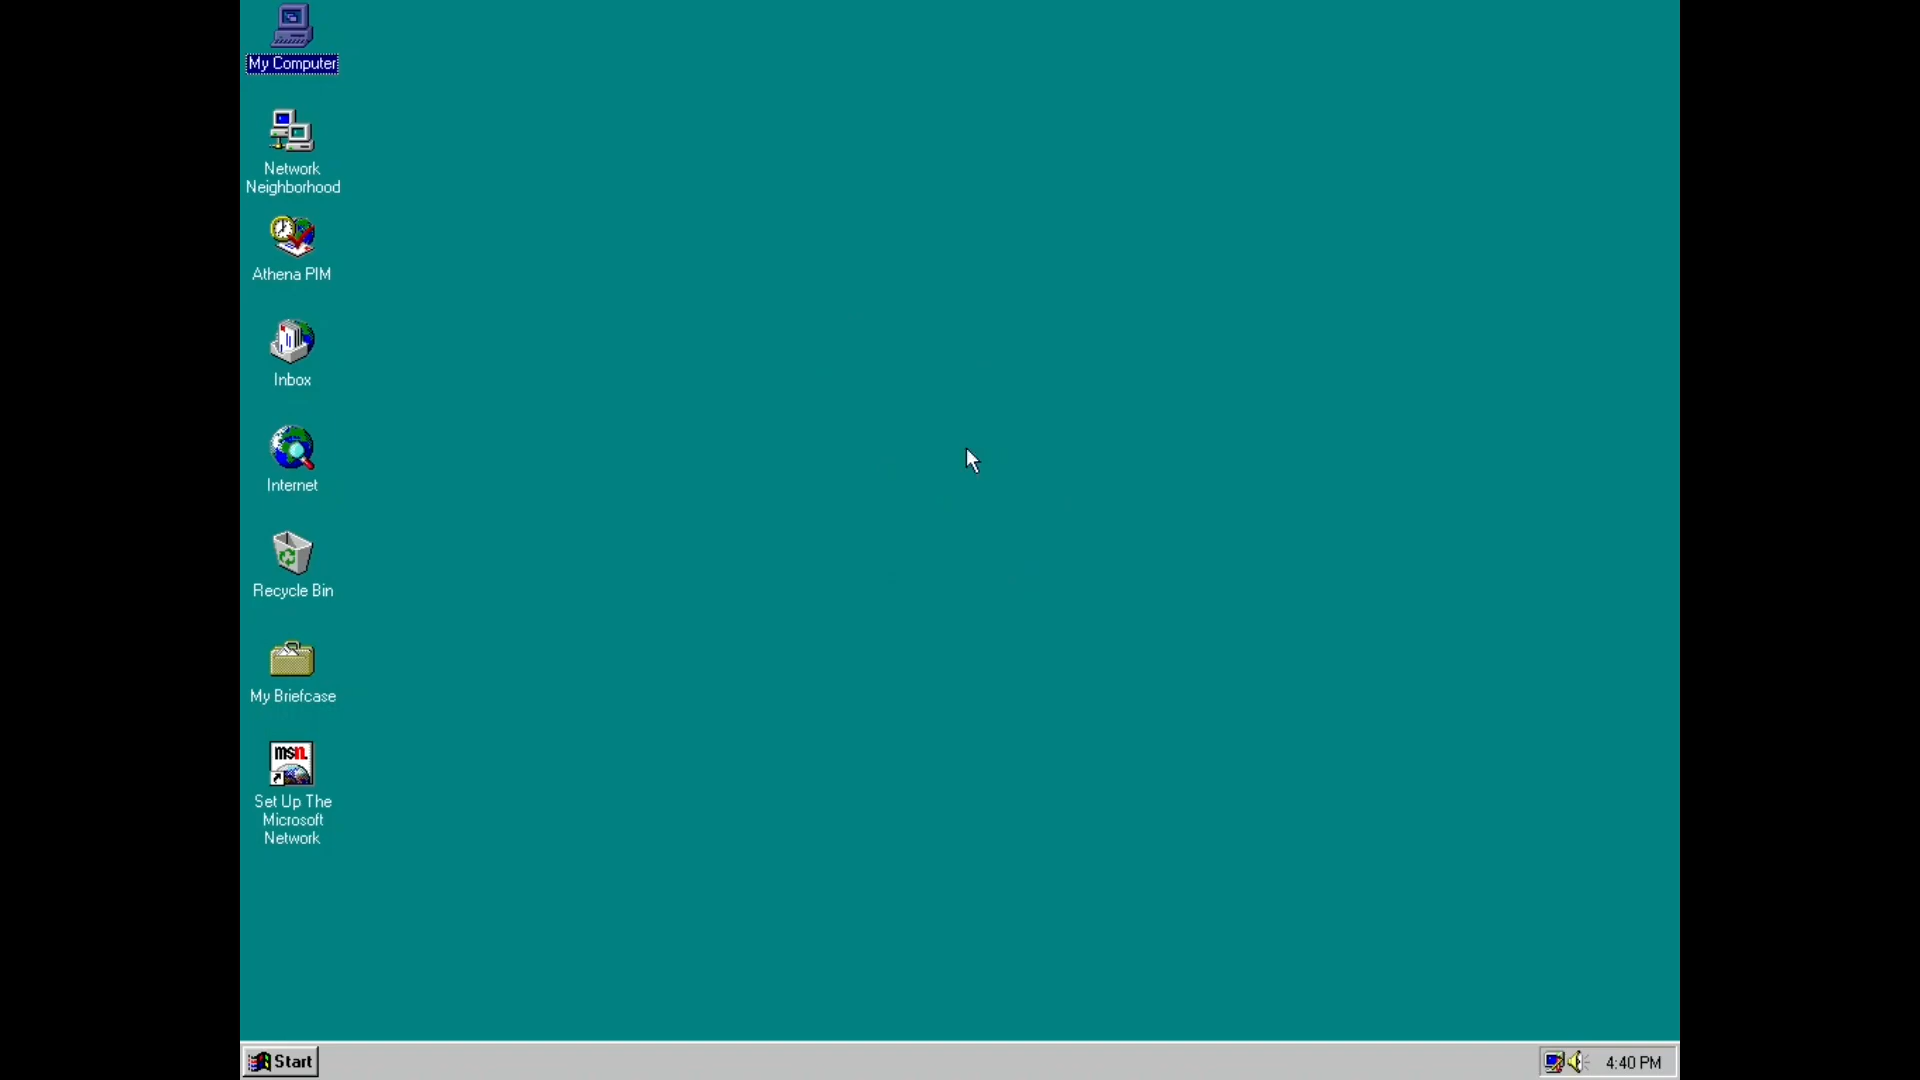 My Computer
Network
Neighborhood
Athena PIM
Inbox
Internet
Recycle Bin
My Briefcase
msn.
Set Up The
Microsoft
Network
Start
4:40 PM